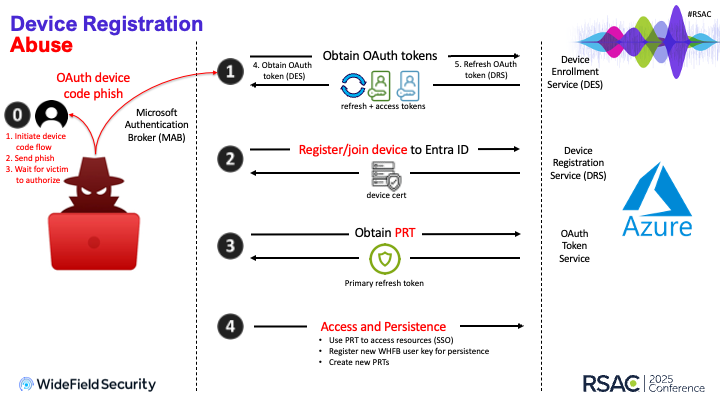 Device Registration
Abuse
#RSAC
OAuth device
code phish
0
1. Initiate device
code flow
2. Send phish
3. Wait for victim
to authorize
Microsoft
Authentication
Broker (MAB)
1
Obtain OAuth tokens
4. Obtain OAuth
token (DES)
5. Refresh OAuth
token (DRS)
refresh + access tokens
Device
Enrollment
Service (DES)
2
Register/join device to Entra ID
device cert
Device
Registration
Service (DRS)
3
Obtain PRT
Primary refresh token
OAuth
Token
Service
Azure
4
Access and Persistence
• Use PRT to access resources (SSO)
• Register new WHFB user key for persistence
• Create new PRTs
WideFieldSecurity
RSAC
2025
Conference